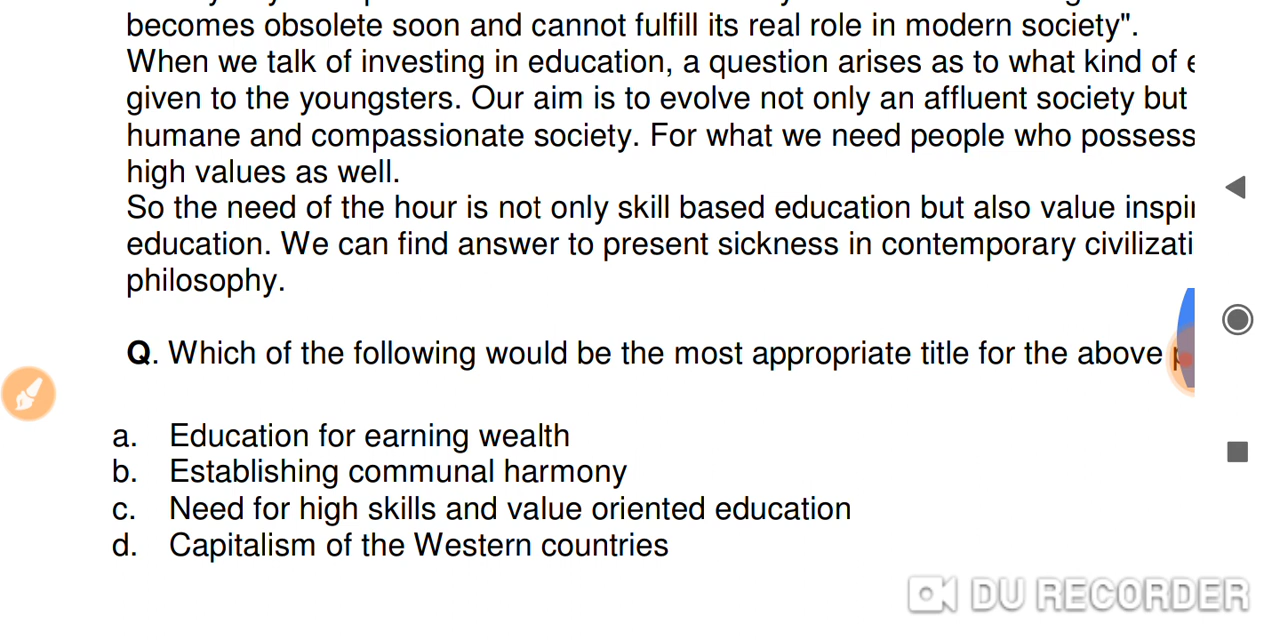 becomes obsolete soon and cannot fulfill its real role in modern society".
When we talk of investing in education, a question arises as to what kind of
given to the youngsters. Our aim is to evolve not only an affluent society but
humane and compassionate society. For what we need people who possess
high values as well.
So the need of the hour is not only skill based education but also value
education. We can find answer to present sickness in contemporary
philosophy.
Q. Which of the following would be the most appropriate title for the above
a. Education for earning wealth
b. Establishing communal harmony
c. Need for high skills and value oriented education
d. Capitalism of the Western countries
DU RECORDER